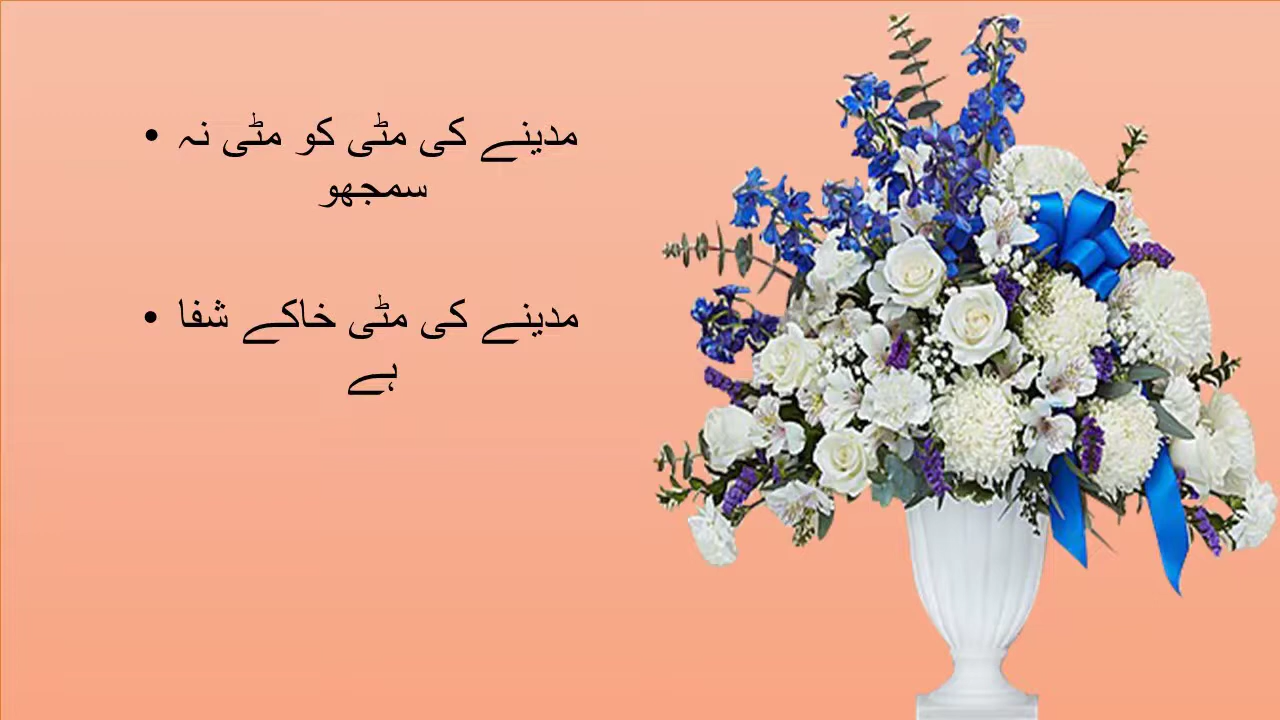 • مدینے کی مٹی کو مٹی نہ
سمجھو
• مدینے کی مٹی خاکے شفا
ہے